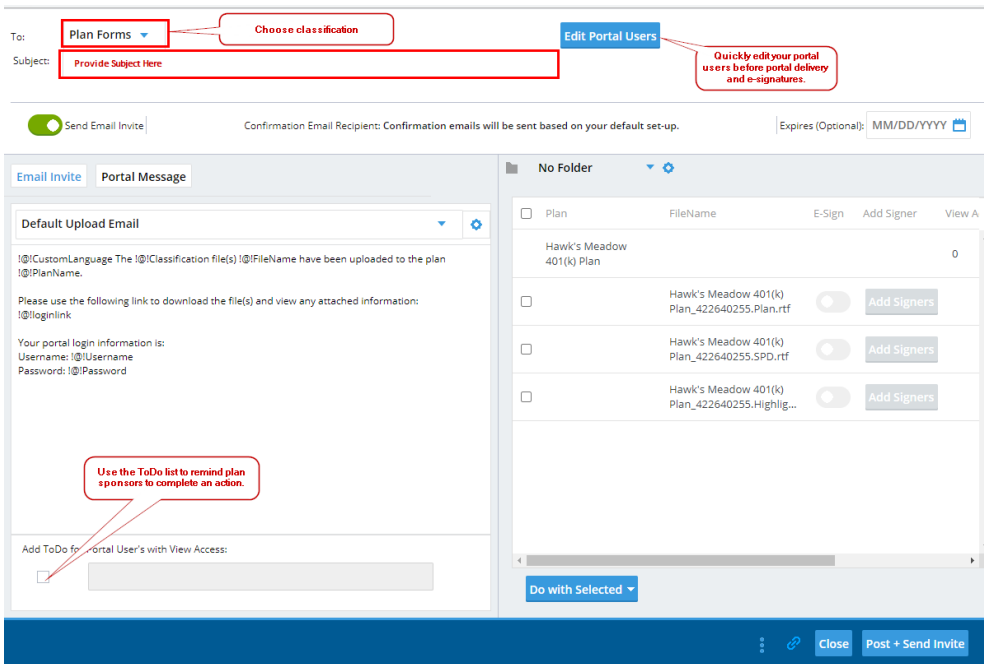 To:
Plan Forms
Choose classification
Edit Portal Users
Subject:
Provide Subject Here
Quickly edit your portal
users before portal delivery
and e-signatures.
Send Email Invite
Confirmation Email Recipient: Confirmation emails will be sent based on your default set-up.
Expires (Optional):
MM/DD/YYYY
Email Invite
Portal Message
No Folder
Default Upload Email
!@!CustomLanguage The !@!Classification file(s) !@!FileName have been uploaded to the plan
!@!PlanName.
Please use the following link to download the file(s) and view any attached information:
!@!loginlink
Your portal login information is:
Username: !@!Username
Password: !@!Password
Use the ToDo list to remind plan
sponsors to complete an action.
Add ToDo for Portal User's with View Access:
Plan
FileName
E-Sign
Add Signer
View A
Hawk's Meadow
401(k) Plan
0
Hawk's Meadow 401(k)
Plan_422640255.Plan.rtf
Add Signers
Hawk's Meadow 401(k)
Plan_422640255.SPD.rtf
Add Signers
Hawk's Meadow 401(k)
Plan_422640255.Highlig...
Add Signers
Do with Selected
Close
Post + Send Invite